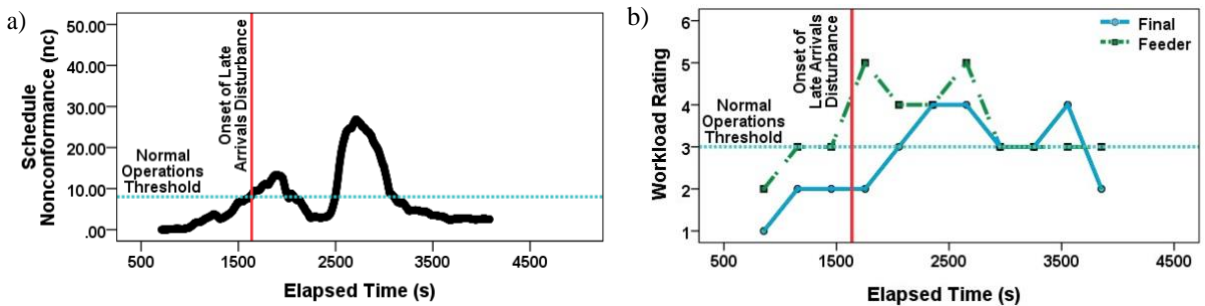 a)
Schedule
Nonconformance (nc)
50.00
40.00
30.00
20.00
10.00
.00
Normal
Operations
Threshold
Onset of Late
Arrivals Disturbance
500
1500
2500
3500
4500
Elapsed Time (s)
b)
Workload Rating
6
5
4
3
2
1
Normal
Operations
Threshold
Onset of
Late Arrivals
Disturbance
Final
Feeder
500
1500
2500
3500
4500
Elapsed Time (s)